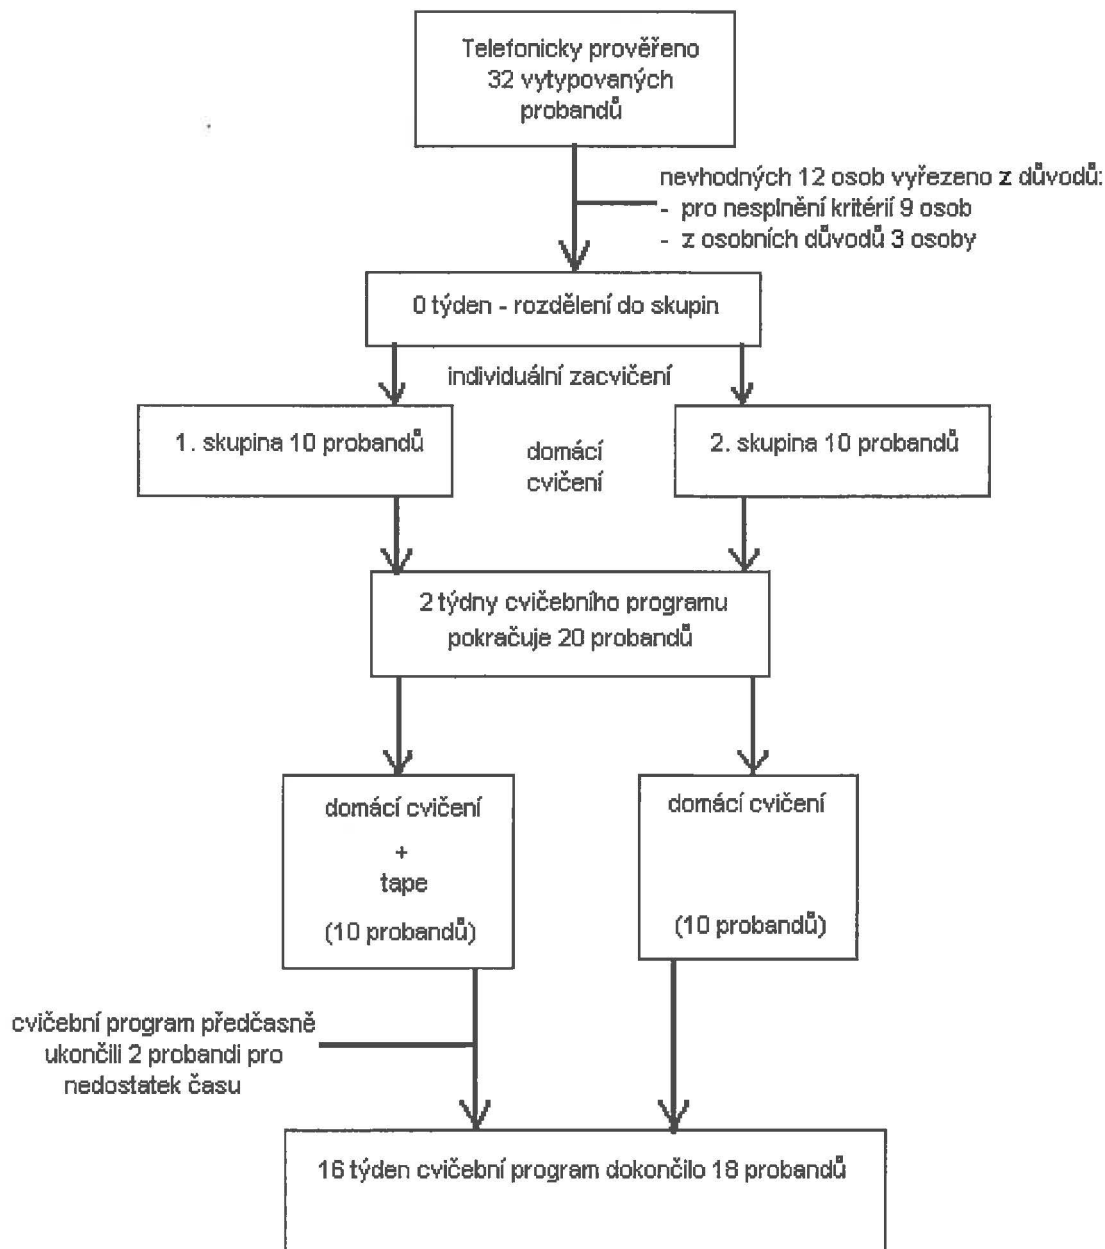 Telefonicky prověřeno
32 vytypovaných
probandů
nevhodných 12 osob vyřezeno z důvodů:
- pro nesplnění kritérií 9 osob
- z osobních důvodů 3 osoby
0 týden - rozdělení do skupin
individuální zacvičení
1. skupina 10 probandů
domácí
cvičení
2. skupina 10 probandů
2 týdny cvičebního programu
pokračuje 20 probandů
domácí cvičení
+
tape
(10 probandů)
domácí cvičení
(10 probandů)
cvičební program předčasně
ukončili 2 probandi pro
nedostatek času
16 týden cvičební program dokončilo 18 probandů